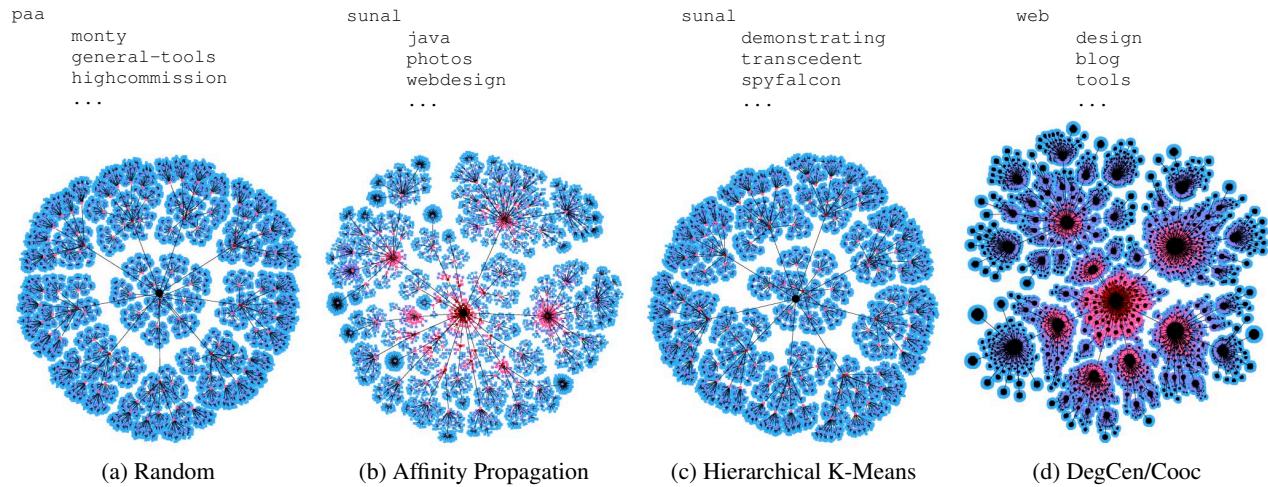 paa
monty
general-tools
highcommission
...
sunal
java
photos
webdesign
...
sunal
demonstrating
transcedent
spyfalcon
...
web
design
blog
tools
...
(a) Random
(b) Affinity Propagation
(c) Hierarchical K-Means
(d) DegCen/Cooc